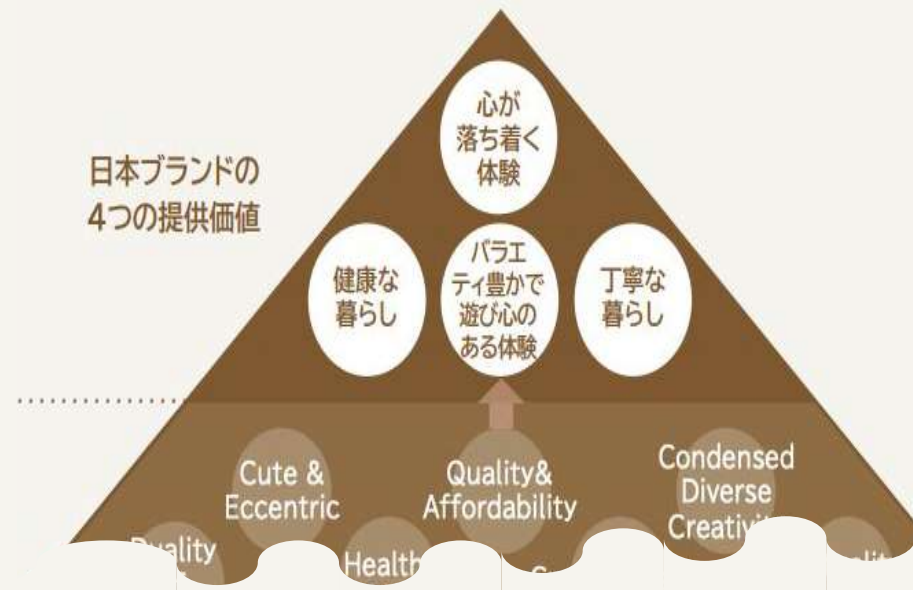 心が
落ち着く
体験
日本ブランドの
4つの提供価値
健康な
暮らし
バラエ
ティ豊かで
遊び心の
ある体験
丁寧な
暮らし
Cute &
Eccentric
Quality&
Affordability
Condensed
Diverse
Health